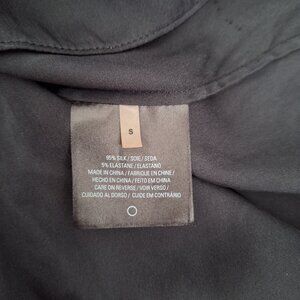 S
95% SILK / SOIE / SEDA
5% ELASTANE / ELASTANO
MADE IN CHINA / FABRIQUE EN CHINE /
HECHO EN CHINA / FEITO EM CHINA
CARE ON REVERSE / VOIR VERSO /
CUIDADO AL DORSO / CUIDE EM CONTRÁRIO